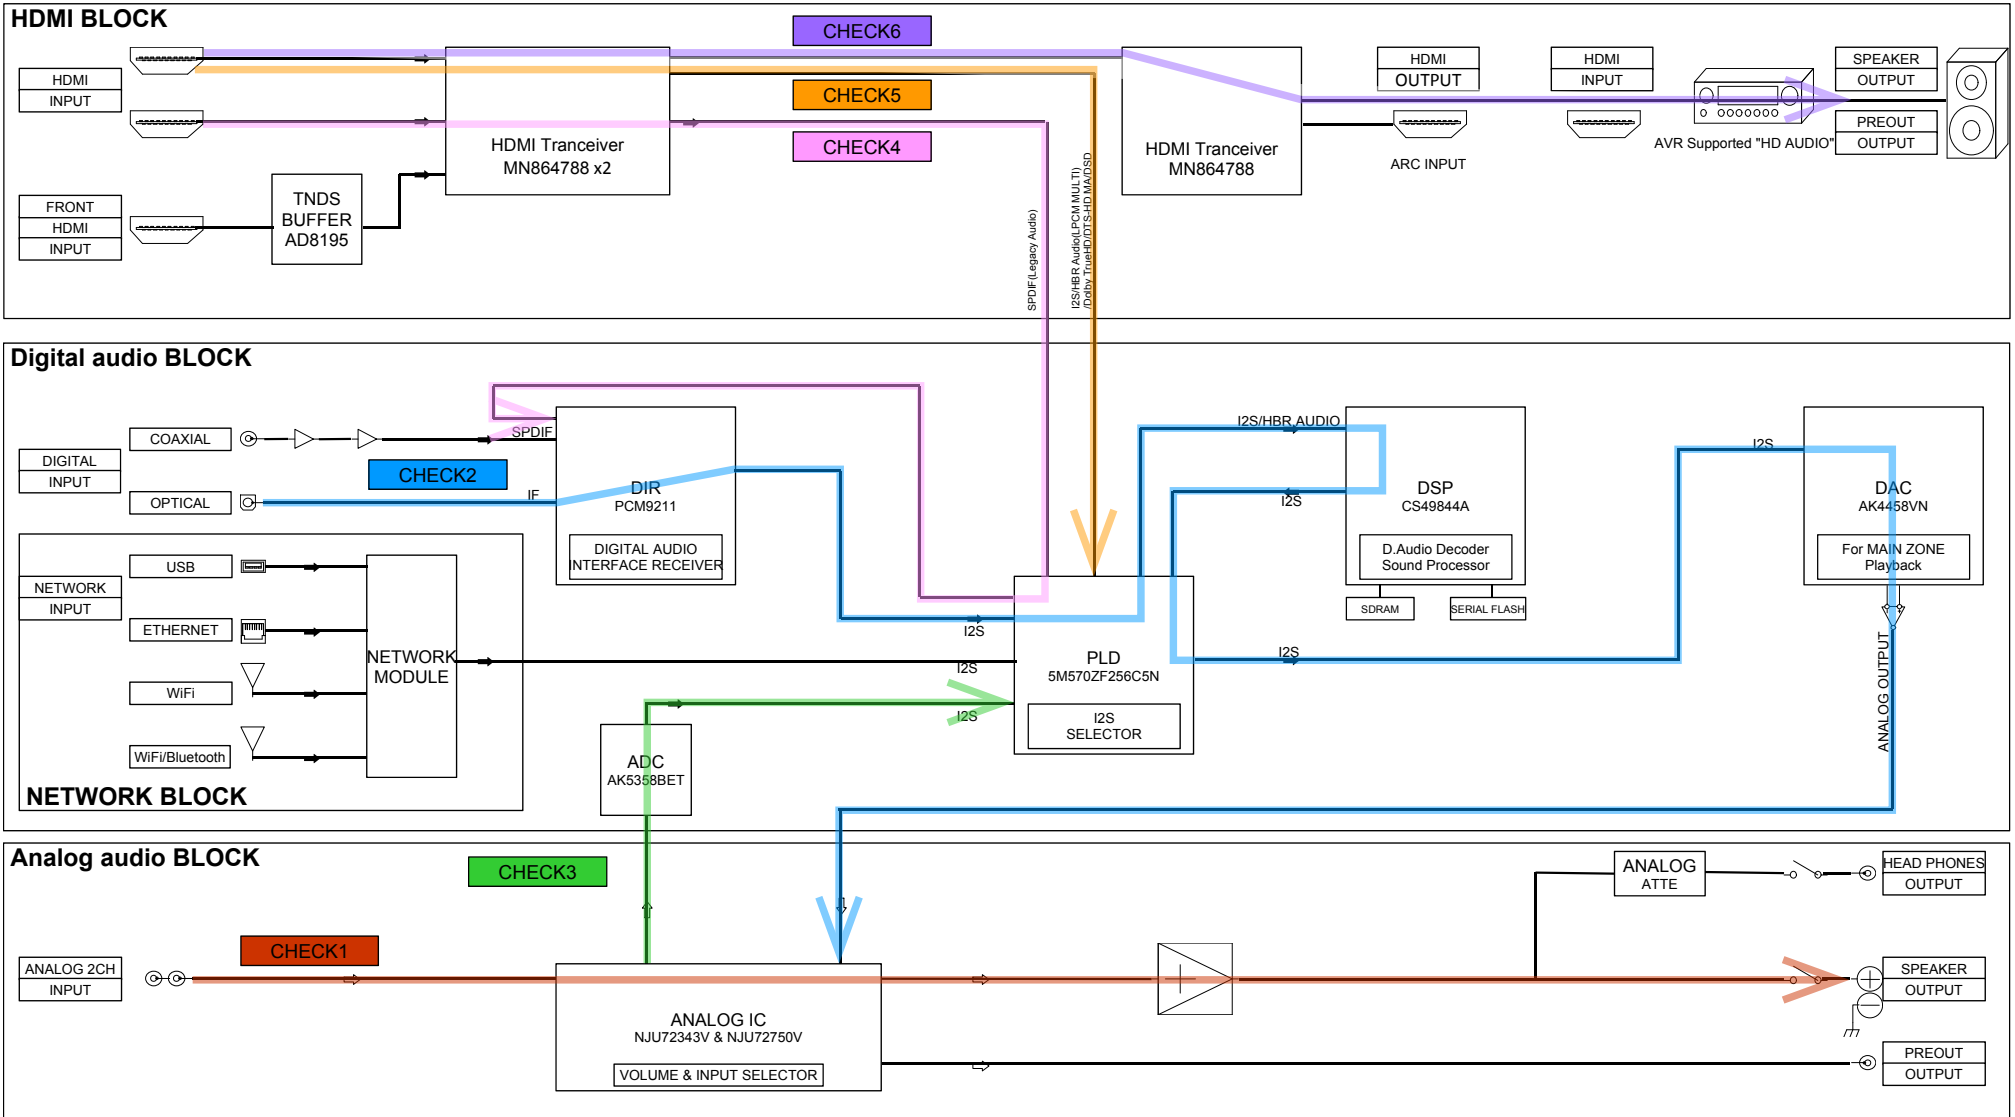 HDMI BLOCK
CHECK6
HDMI
INPUT
CHECK5
CHECK4
HDMI Tranceiver
MN864788 x2
HDMI Tranceiver
MN864788
HDMI
OUTPUT
HDMI
INPUT
SPEAKER
OUTPUT
PREOUT
OUTPUT
ARC INPUT
AVR Supported "HD AUDIO"
FRONT
HDMI
INPUT
TNDS
BUFFER
AD8195
SPDIF(Legacy Audio)
I2S/HBR Audio(LPCM MULTI)
/Dolby TrueHD/DTS-HD MA/DSD
Digital audio BLOCK
DIGITAL
INPUT
COAXIAL
OPTICAL
CHECK2
SPDIF
IF
DIR
PCM9211
DIGITAL AUDIO
INTERFACE RECEIVER
I2S/HBR AUDIO
I2S
DSP
CS49844A
D.Audio Decoder
Sound Processor
SDRAM
SERIAL FLASH
I2S
DAC
AK4458VN
For MAIN ZONE
Playback
ANALOG OUTPUT
NETWORK
INPUT
USB
ETHERNET
WiFi
WiFi/Bluetooth
NETWORK
MODULE
NETWORK BLOCK
I2S
I2S
I2S
I2S
PLD
5M570ZF256C5N
I2S
SELECTOR
ADC
AK5358BET
Analog audio BLOCK
CHECK3
CHECK1
ANALOG 2CH
INPUT
ANALOG IC
NJU72343V & NJU72750V
VOLUME & INPUT SELECTOR
ANALOG
ATTE
HEAD PHONES
OUTPUT
SPEAKER
OUTPUT
PREOUT
OUTPUT